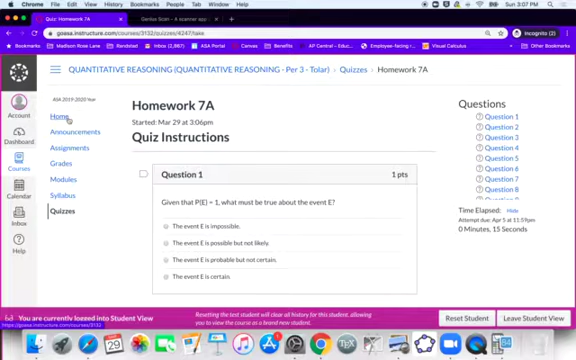 Chrome File Edit View History Bookmarks People Tab Window Help
Sun 3:07 PM
Quiz: Homework 7A
Genius Scan - A scanner app
goasa.instructure.com/courses/3132/quizzes/4247/take
Incognito (2)
Bookmarks Madison Rose Lane Inbox ASA Portal Canvas Benefits AP Central - Edu Employee-facing Visual Calculus Other Bookmarks
QUANTITATIVE REASONING (QUANTITATIVE REASONING - Per 3 - Tolar) › Quizzes › Homework 7A
Account
Dashboard
Courses
Calendar
Inbox
Help
ASA 2019-2020 Year
Home
Announcements
Assignments
Grades
Modules
Syllabus
Quizzes
Homework 7A
Started: Mar 29 at 3:06pm
Quiz Instructions
Question 1
1 pts
Given that P(E) = 1, what must be true about the event E?
The event E is impossible.
The event E is possible but not likely.
The event E is probable but not certain.
The event E is certain.
Questions
Question 1
Question 2
Question 3
Question 4
Question 5
Question 6
Question 7
Question 8
Time Elapsed: Hide
Attempt due: Apr 5 at 11:59pm
0 Minutes, 15 Seconds
You are currently logged into Student View
Resetting the test student will clear all history for this student, allowing
you to view the course as a brand new student.
Reset Student
Leave Student View
https://goasa.instructure.com/courses/3132